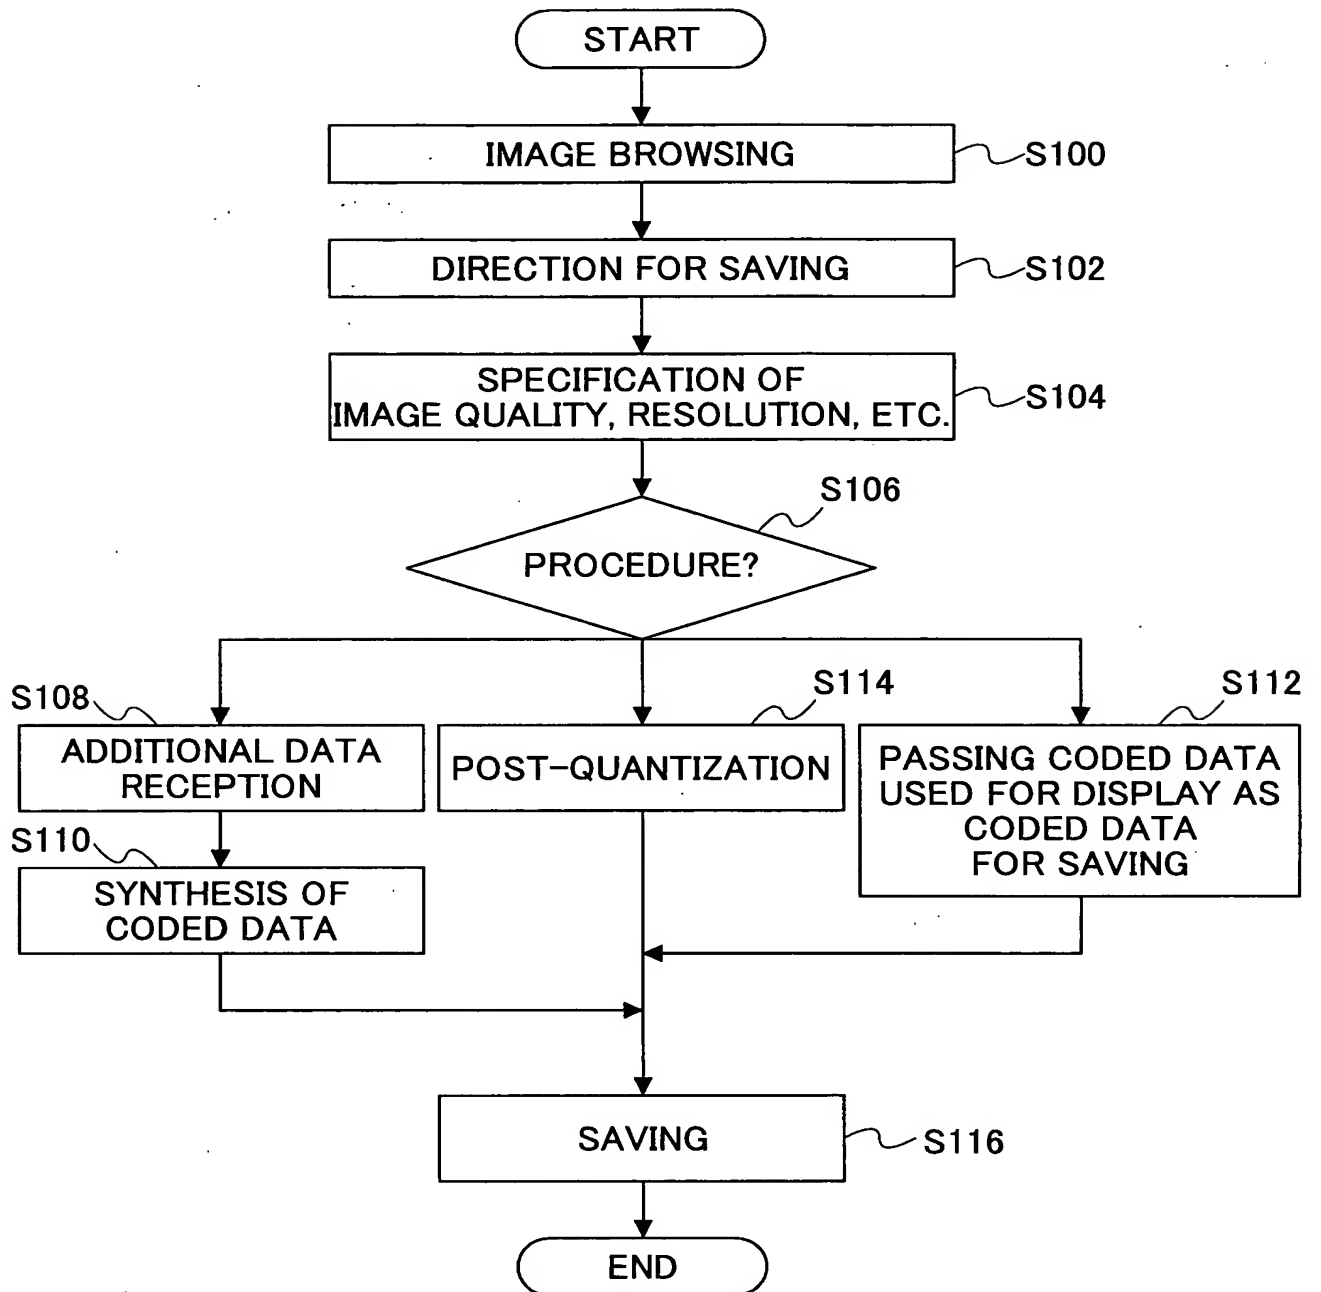 START
IMAGE BROWSING
S100
DIRECTION FOR SAVING
S102
SPECIFICATION OF
IMAGE QUALITY, RESOLUTION, ETC.
S104
S106
PROCEDURE?
S108
ADDITIONAL DATA
RECEPTION
S110
SYNTHESIS OF
CODED DATA
S114
POST-QUANTIZATION
S112
PASSING CODED DATA
USED FOR DISPLAY AS
CODED DATA
FOR SAVING
SAVING
S116
END